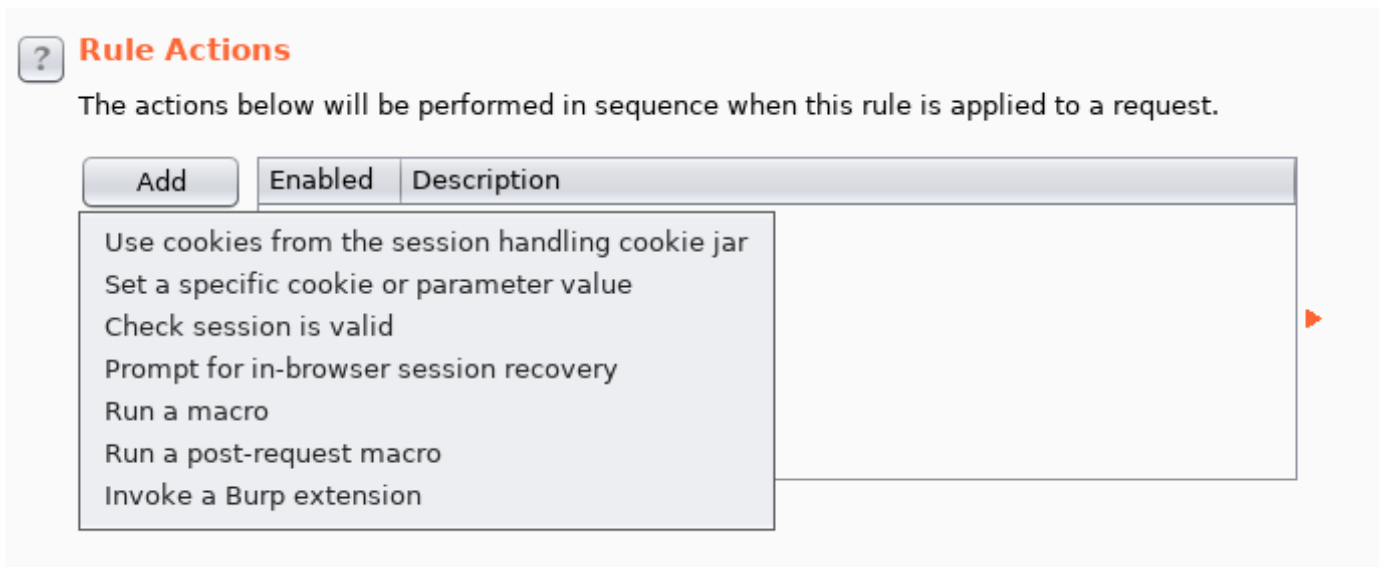 ?
Rule Actions
The actions below will be performed in sequence when this rule is applied to a request.
Add
Enabled
Description
Use cookies from the session handling cookie jar
Set a specific cookie or parameter value
Check session is valid
Prompt for in-browser session recovery
Run a macro
Run a post-request macro
Invoke a Burp extension